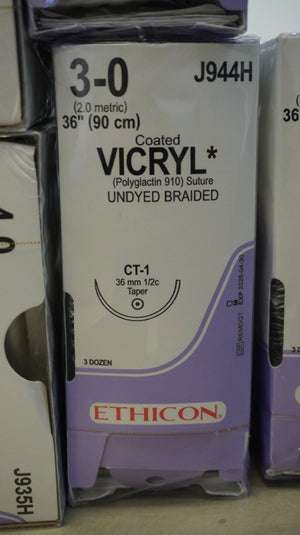 3-0
J944H
(2.0 metric)
36" (90 cm)
Coated
VICRYL*
(Polyglactin 910) Suture
UNDYED BRAIDED
CT-1
36 mm 1/2c
Taper
3 DOZEN
ETHICON
J935H